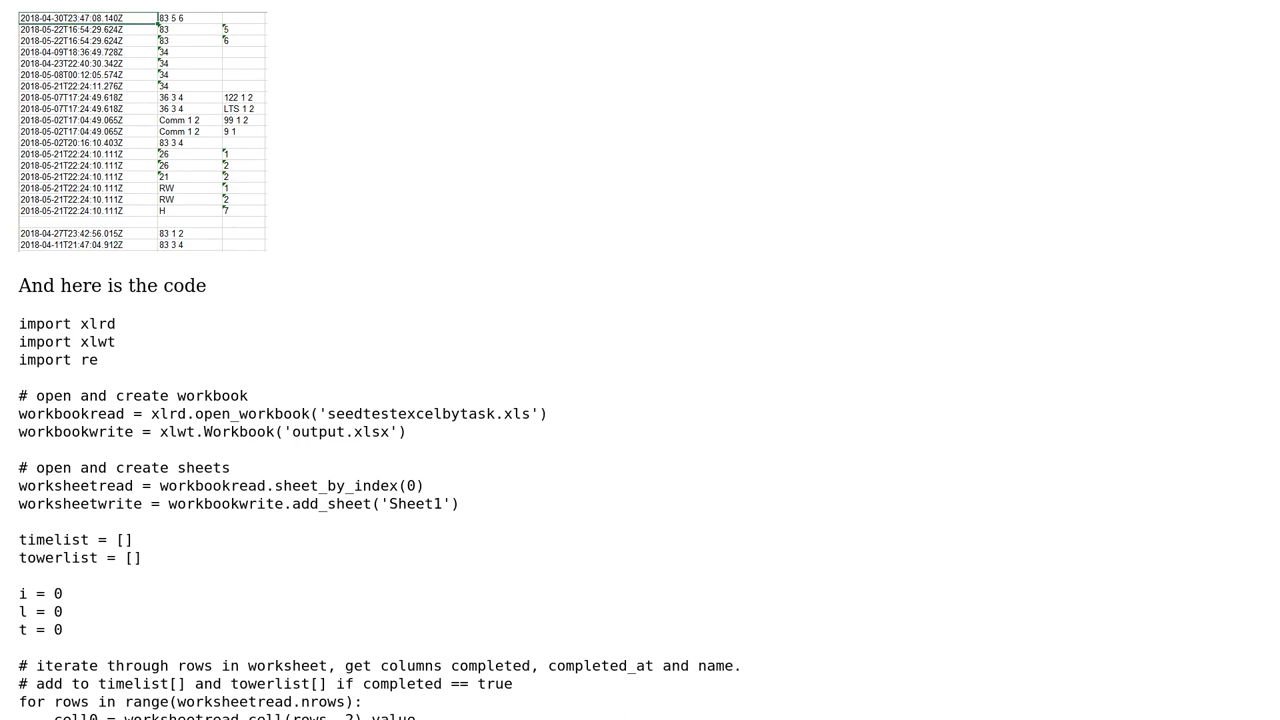 2018-04-30T23:47:08.140Z 83 5 6
2018-05-22T16:54:29.624Z 83 5
2018-05-22T16:54:29.624Z 83 6
2018-04-09T18:36:49.728Z 34
2018-04-23T22:40:30.342Z 34
2018-05-08T00:12:05.574Z 34
2018-05-21T22:24:11.276Z 34
2018-05-07T17:24:49.618Z 36 3 4 122 1 2
2018-05-07T17:24:49.618Z 36 3 4 LTS 1 2
2018-05-02T17:04:49.065Z Comm 1 2 99 1 2
2018-05-02T17:04:49.065Z Comm 1 2 9 1
2018-05-02T20:16:10.403Z 83 3 4
2018-05-21T22:24:10.111Z 26 1
2018-05-21T22:24:10.111Z 26 2
2018-05-21T22:24:10.111Z 21 2
2018-05-21T22:24:10.111Z RW 1
2018-05-21T22:24:10.111Z RW 2
2018-05-21T22:24:10.111Z H 7
2018-04-27T23:42:56.015Z 83 1 2
2018-04-11T21:47:04.912Z 83 3 4
And here is the code
import xlrd
import xlwt
import re
# open and create workbook
workbookread = xlrd.open_workbook('seedtestexcelbytask.xls')
workbookwrite = xlwt.Workbook('output.xlsx')
# open and create sheets
worksheetread = workbookread.sheet_by_index(0)
worksheetwrite = workbookwrite.add_sheet('Sheet1')
timelist = []
towerlist = []
i = 0
l = 0
t = 0
# iterate through rows in worksheet, get columns completed, completed_at and name.
# add to timelist[] and towerlist[] if completed == true
for rows in range(worksheetread.nrows):
cell0 = worksheetread.cell(rows, 2).value